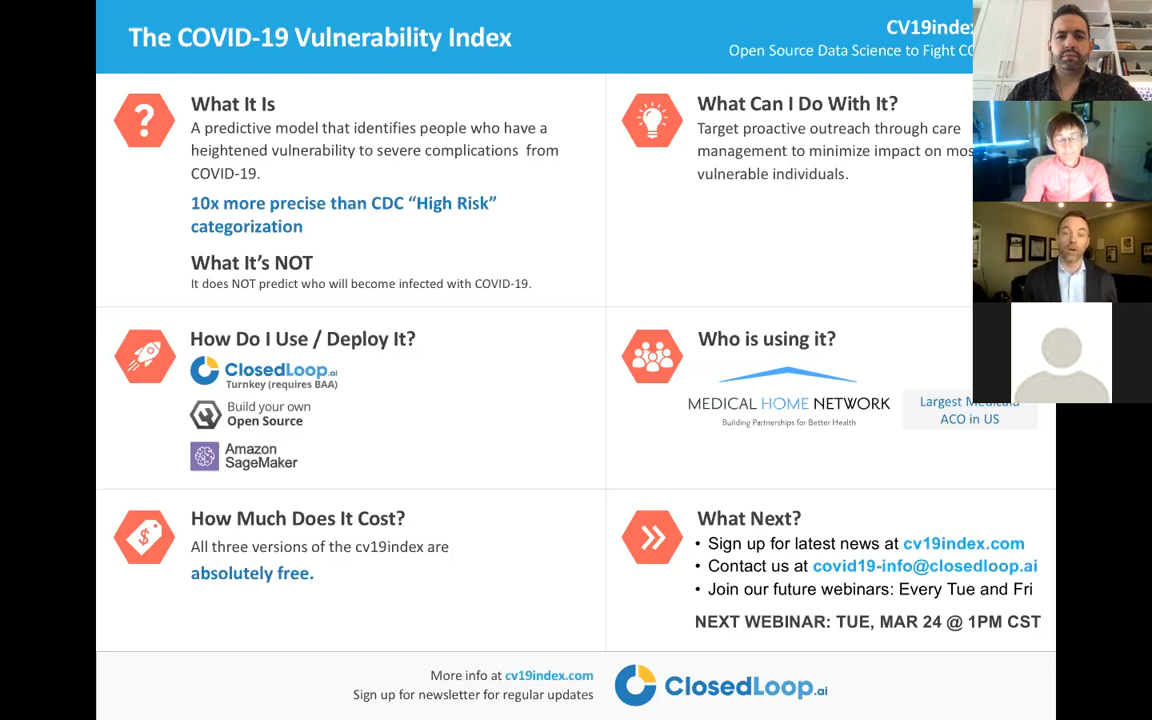 The COVID-19 Vulnerability Index
CV19index
Open Source Data Science to Fight
What It Is
A predictive model that identifies people who have a
heightened vulnerability to severe complications from
COVID-19.
10x more precise than CDC “High Risk”
categorization
What It’s NOT
It does NOT predict who will become infected with COVID-19.
What Can I Do With It?
Target proactive outreach through care
management to minimize impact on
vulnerable individuals.
How Do I Use / Deploy It?
ClosedLoop.ai
Turnkey (requires BAA)
Build your own
Open Source
Amazon
SageMaker
Who is using it?
MEDICAL HOME NETWORK
Building Partnerships for Better Health
Largest Medicaid
ACO in US
How Much Does It Cost?
All three versions of the cv19index are
absolutely free.
What Next?
• Sign up for latest news at cv19index.com
• Contact us at covid19-info@closedloop.ai
• Join our future webinars: Every Tue and Fri
NEXT WEBINAR: TUE, MAR 24 @ 1PM CST
More info at cv19index.com
Sign up for newsletter for regular updates
ClosedLoop.ai